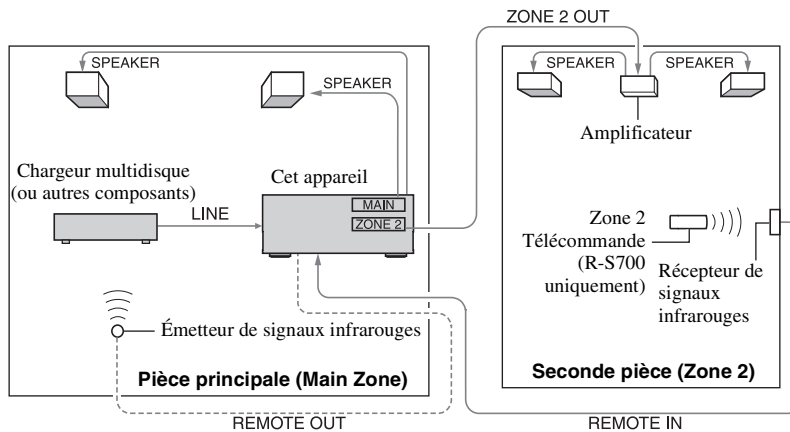 ZONE 2 OUT
SPEAKER
SPEAKER
SPEAKER
SPEAKER
Amplificateur
Chargeur multidisque
(ou autres composants)
Cet appareil
LINE
MAIN
ZONE 2
Zone 2
Télécommande
(R-S700
uniquement)
Récepteur de
signaux
infrarouges
Émetteur de signaux infrarouges
Pièce principale (Main Zone)
Seconde pièce (Zone 2)
REMOTE OUT
REMOTE IN